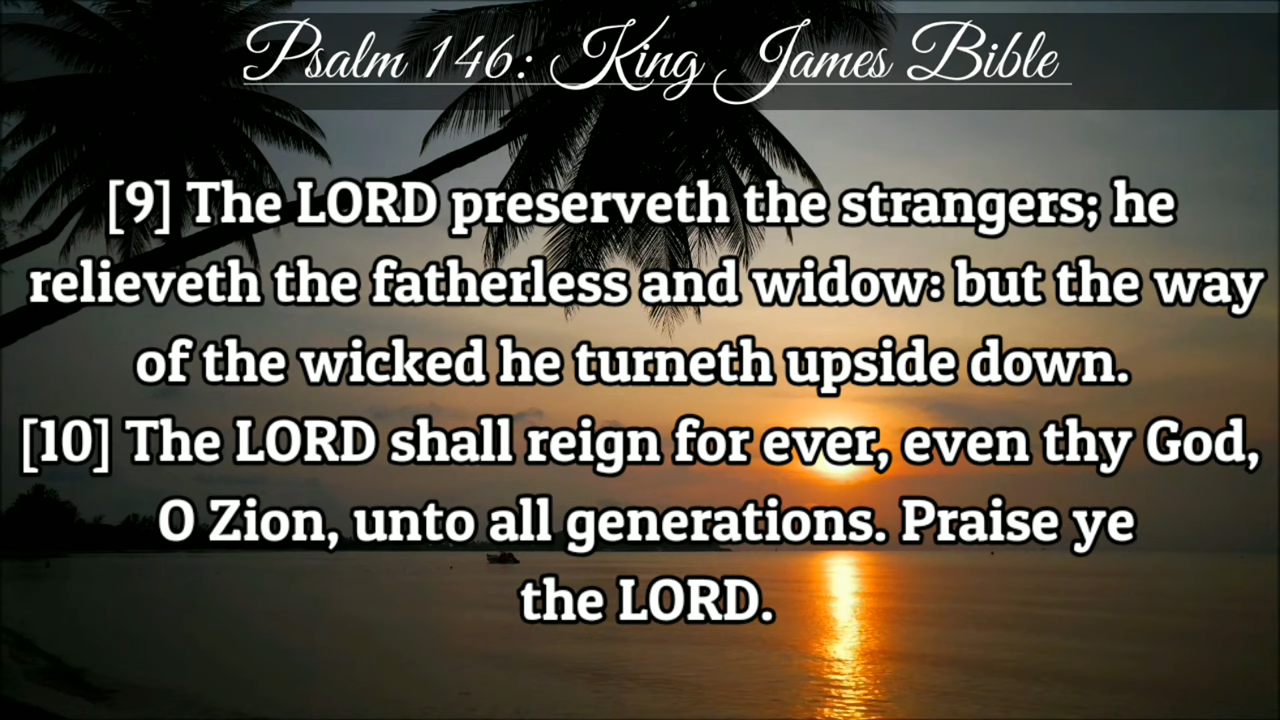 Psalm 146: King James Bible
[9] The LORD preserveth the strangers; he
relieveth the fatherless and widow: but the way
of the wicked he turneth upside down.
[10] The LORD shall reign for ever, even thy God,
O Zion, unto all generations. Praise ye
the LORD.